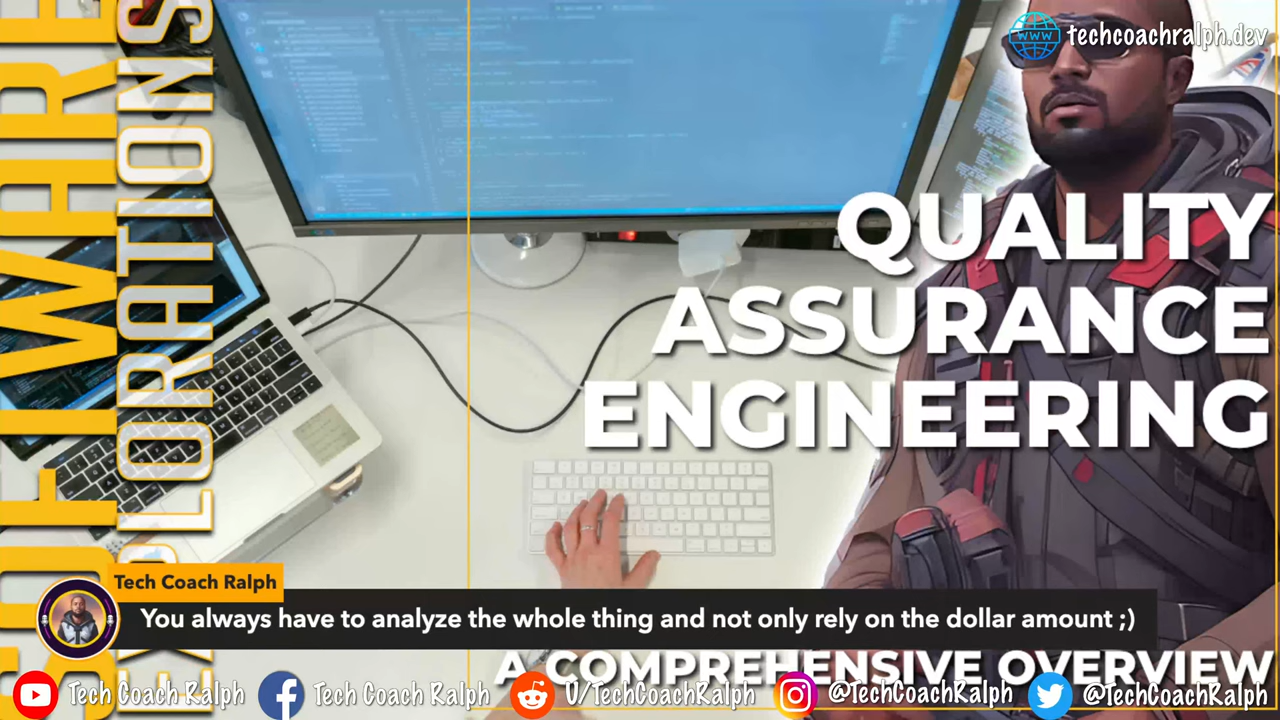 SOFTWARE
EXPLORATIONS
techcoachralph.dev
QUALITY
ASSURANCE
ENGINEERING
Tech Coach Ralph
You always have to analyze the whole thing and not only rely on the dollar amount ;)
A COMPREHENSIVE OVERVIEW
Tech Coach Ralph
Tech Coach Ralph
U/TechCoachRalph
@TechCoachRalph
@TechCoachRalph